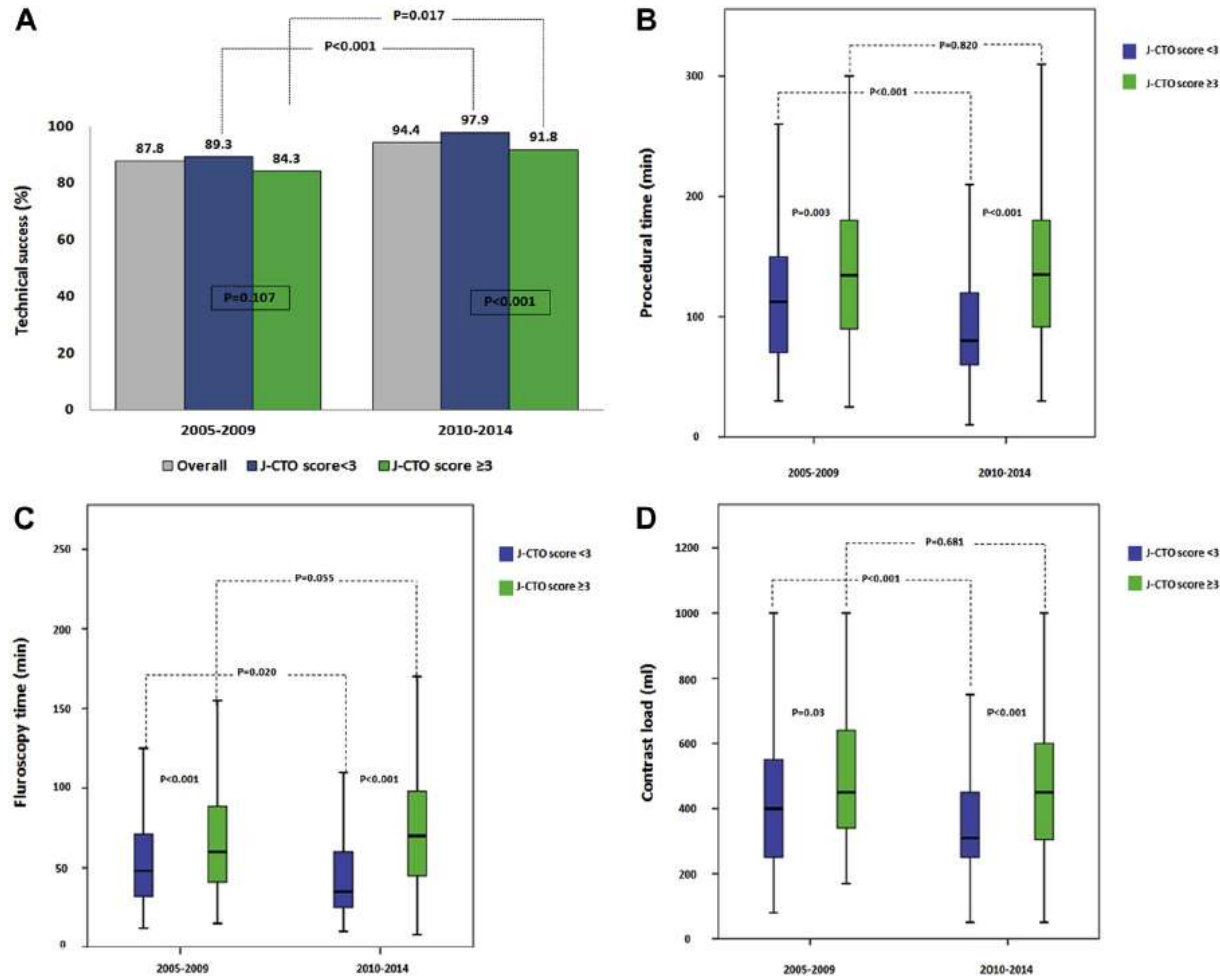 A
P=0.017
P<0.001
Technical success (%)
100
80
60
40
20
0
87.8
89.3
84.3
94.4
97.9
91.8
P=0.107
P<0.001
2005-2009
2010-2014
Overall
J-CTO score<3
J-CTO score ≥3
B
Procedural time (min)
300
200
100
0
P=0.820
P<0.001
P=0.003
P<0.001
2005-2009
2010-2014
J-CTO score <3
J-CTO score ≥3
C
Fluroscopy time (min)
250
200
150
100
50
0
P=0.055
P=0.020
P<0.001
P<0.001
2005-2009
2010-2014
J-CTO score <3
J-CTO score ≥3
D
Contrast load (ml)
1200
1000
800
600
400
200
0
P=0.681
P<0.001
P=0.03
P<0.001
2005-2009
2010-2014
J-CTO score <3
J-CTO score ≥3